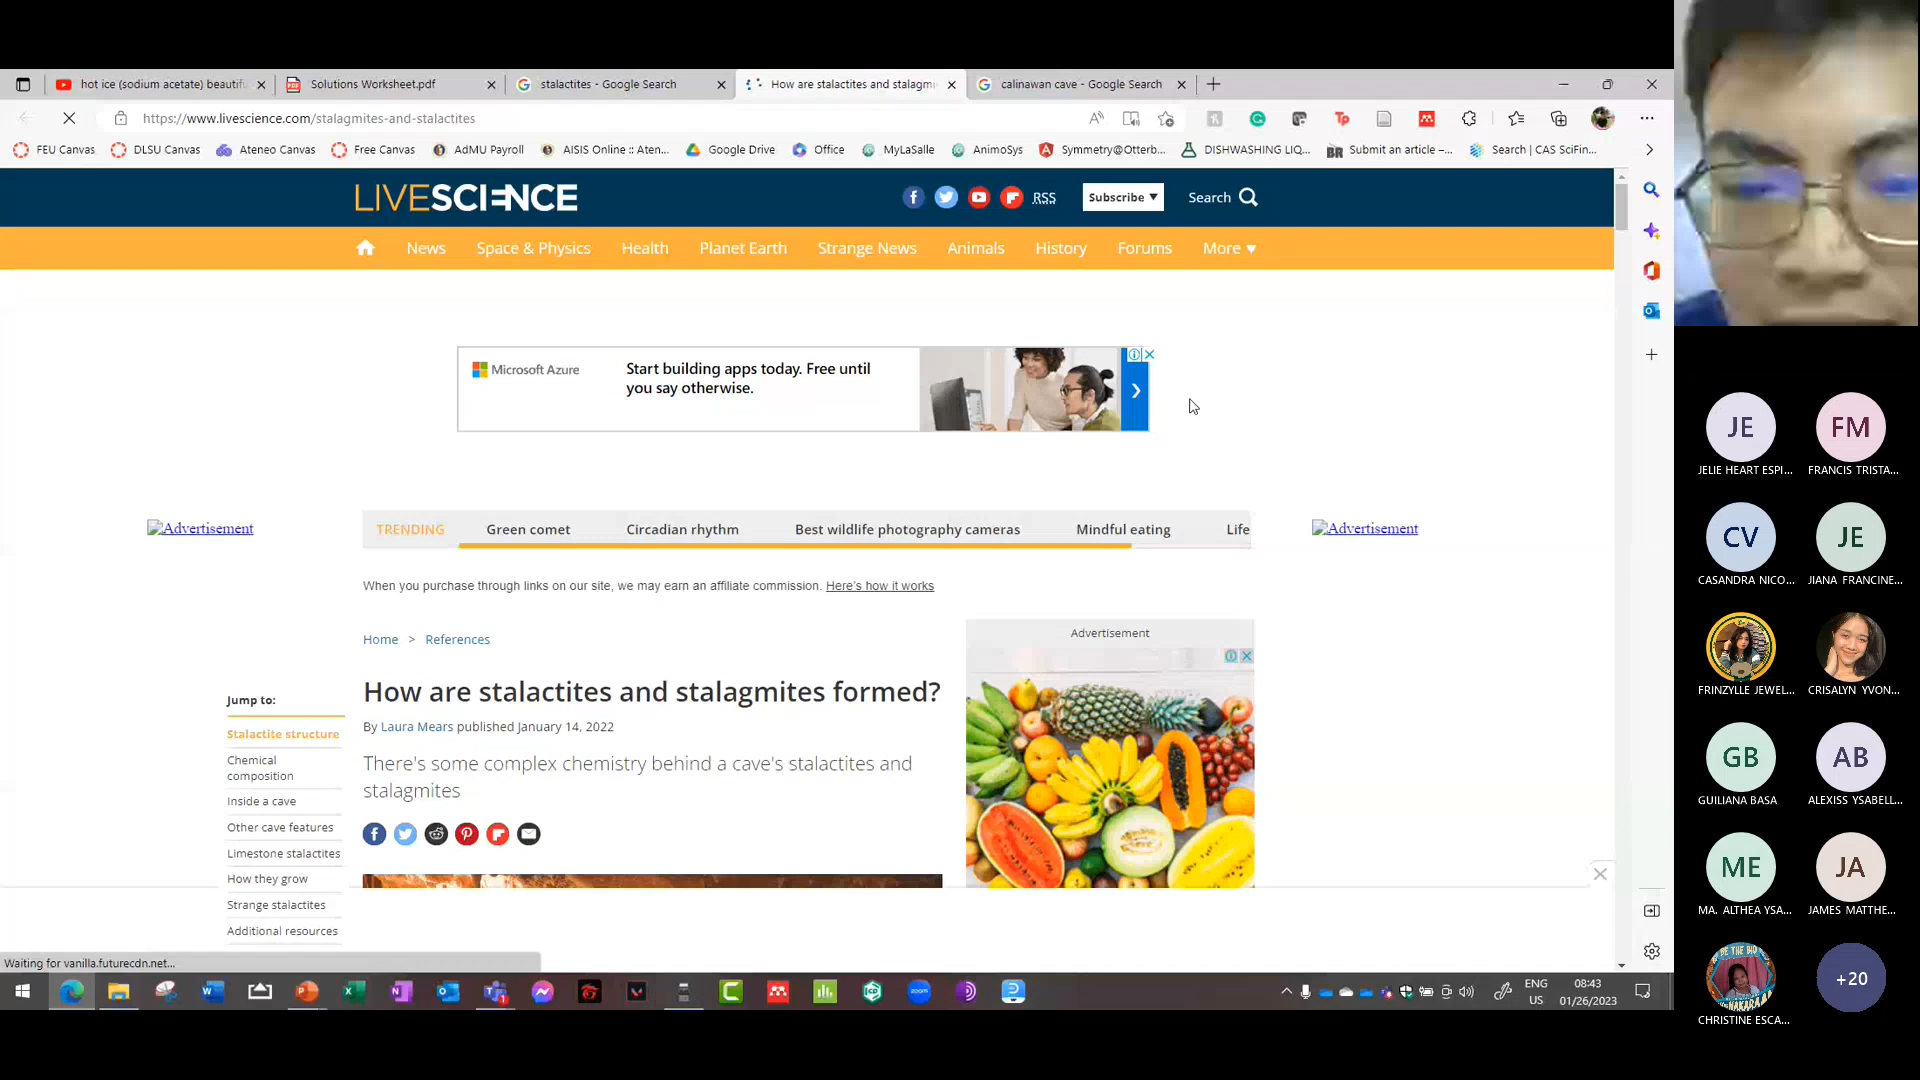 hot ice (sodium acetate) beautifu
Solutions Worksheet.pdf
stalactites - Google Search
How are stalactites and stalagmi
calinawan cave - Google Search
https://www.livescience.com/stalagmites-and-stalactites
FEU Canvas
DLSU Canvas
Ateneo Canvas
Free Canvas
AdMU Payroll
AISIS Online :: Aten...
Google Drive
Office
MyLaSalle
AnimoSys
Symmetry@Otterb...
DISHWASHING LIQ...
Submit an article –...
Search | CAS SciFin...
LIVESCIENCE
RSS
Subscribe ▼
Search
News
Space & Physics
Health
Planet Earth
Strange News
Animals
History
Forums
More ▼
Microsoft Azure
Start building apps today. Free until
you say otherwise.
Advertisement
TRENDING
Green comet
Circadian rhythm
Best wildlife photography cameras
Mindful eating
Life
Advertisement
When you purchase through links on our site, we may earn an affiliate commission. Here's how it works
Home > References
Advertisement
How are stalactites and stalagmites formed?
By Laura Mears published January 14, 2022
There's some complex chemistry behind a cave's stalactites and
stalagmites
Jump to:
Stalactite structure
Chemical
composition
Inside a cave
Other cave features
Limestone stalactites
How they grow
Strange stalactites
Additional resources
Waiting for vanilla.futurecdn.net...
ENG
US
08:43
01/26/2023
JE
JELIE HEART ESPI...
FM
FRANCIS TRISTA...
CV
CASANDRA NICO...
JE
JIANA FRANCINE...
FRINZYLLE JEWEL...
CRISALYN YVON...
GB
GUILIANA BASA
AB
ALEXISS YSABELL...
ME
MA. ALTHEA YSA...
JA
JAMES MATTHE...
CHRISTINE ESCA...
+20